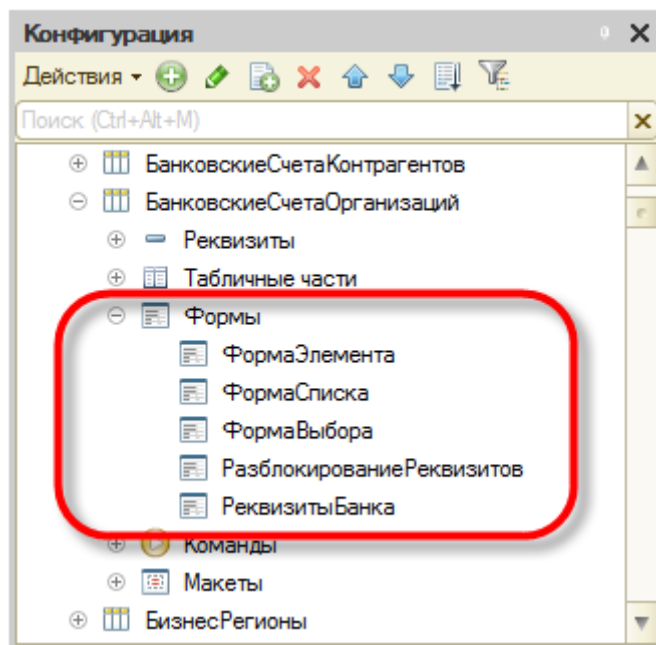 Конфигурация
Действия
Поиск (Ctrl+Alt+M)
БанковскиеСчетаКонтрагентов
БанковскиеСчетаОрганизаций
Реквизиты
Табличные части
Формы
ФормаЭлемента
ФормаСписка
ФормаВыбора
РазблокированиеРеквизитов
РеквизитыБанка
Команды
Макеты
БизнесРегионы